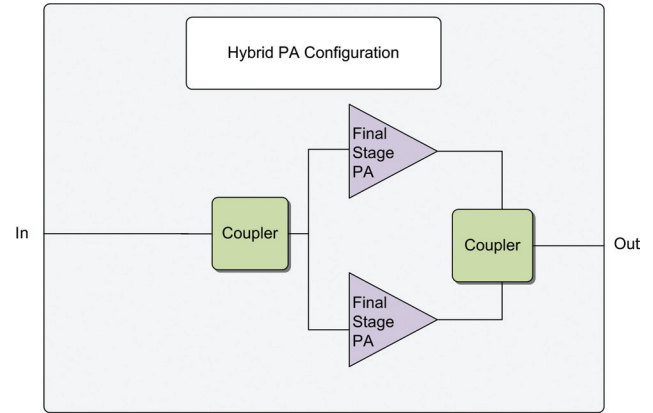 Hybrid PA Configuration
Final
Stage
PA
In
Coupler
Coupler
Out
Final
Stage
PA